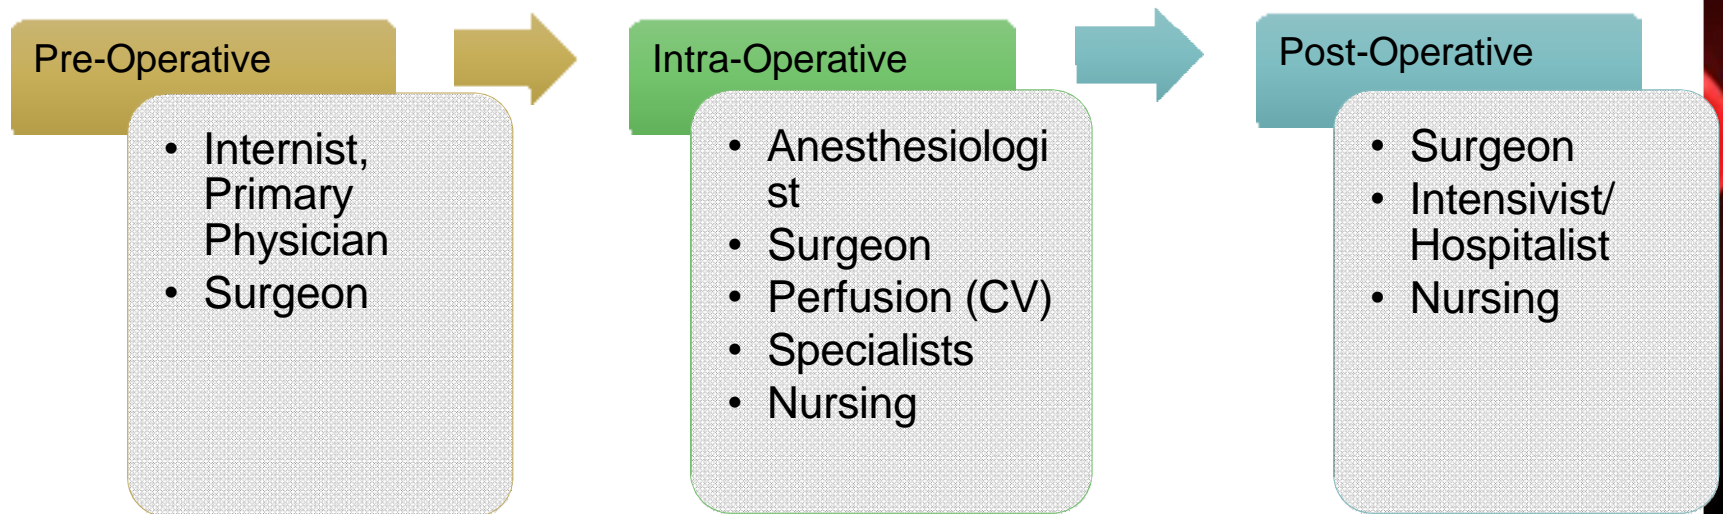 Pre-Operative
• Internist,
Primary
Physician
• Surgeon
Intra-Operative
• Anesthesiologi
st
• Surgeon
• Perfusion (CV)
• Specialists
• Nursing
Post-Operative
• Surgeon
• Intensivist/
Hospitalist
• Nursing